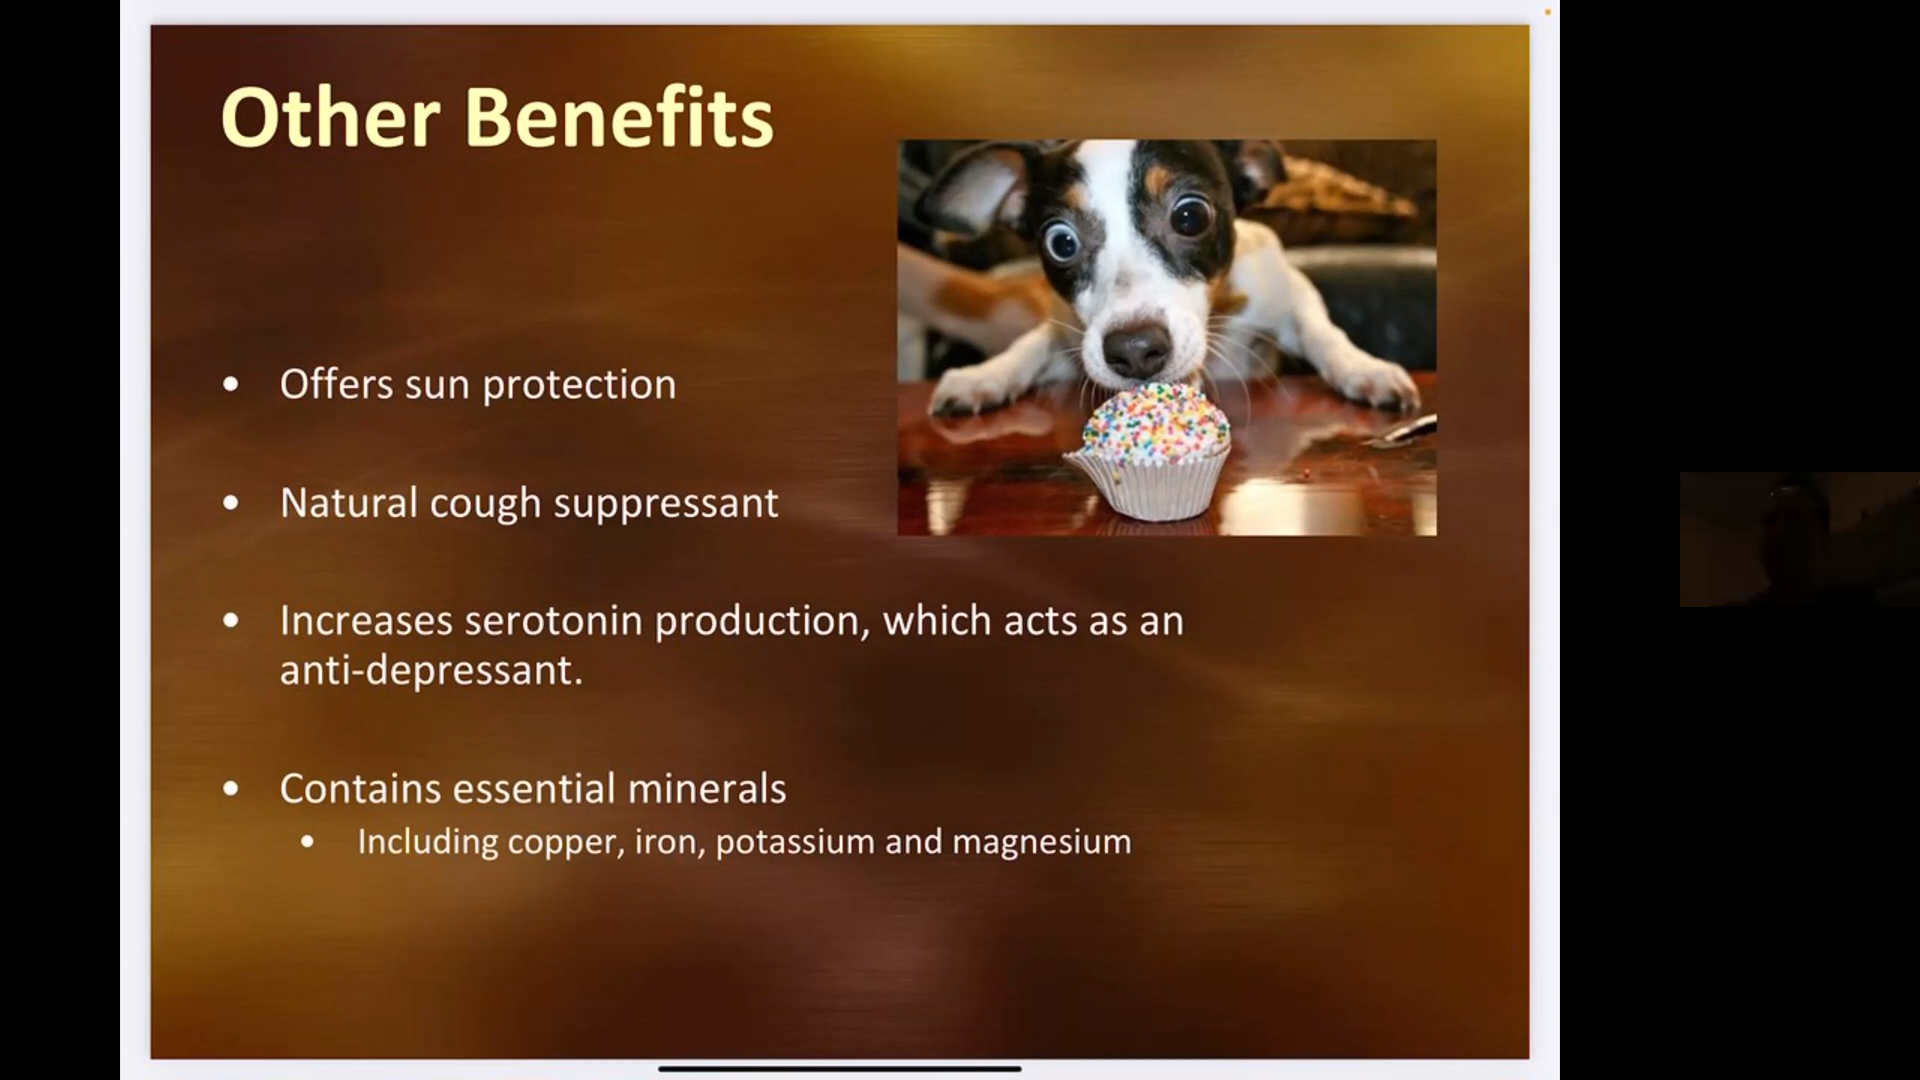 Other Benefits
• Offers sun protection
• Natural cough suppressant
• Increases serotonin production, which acts as an
anti-depressant.
• Contains essential minerals
• Including copper, iron, potassium and magnesium